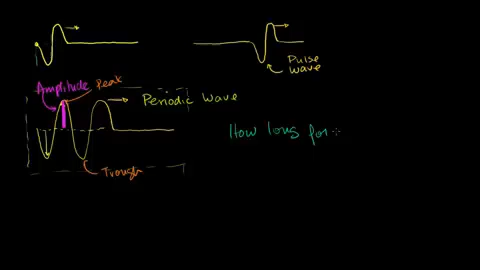 Pulse
wave
Amplitude
Peak
Periodic Wave
How long for
Trough